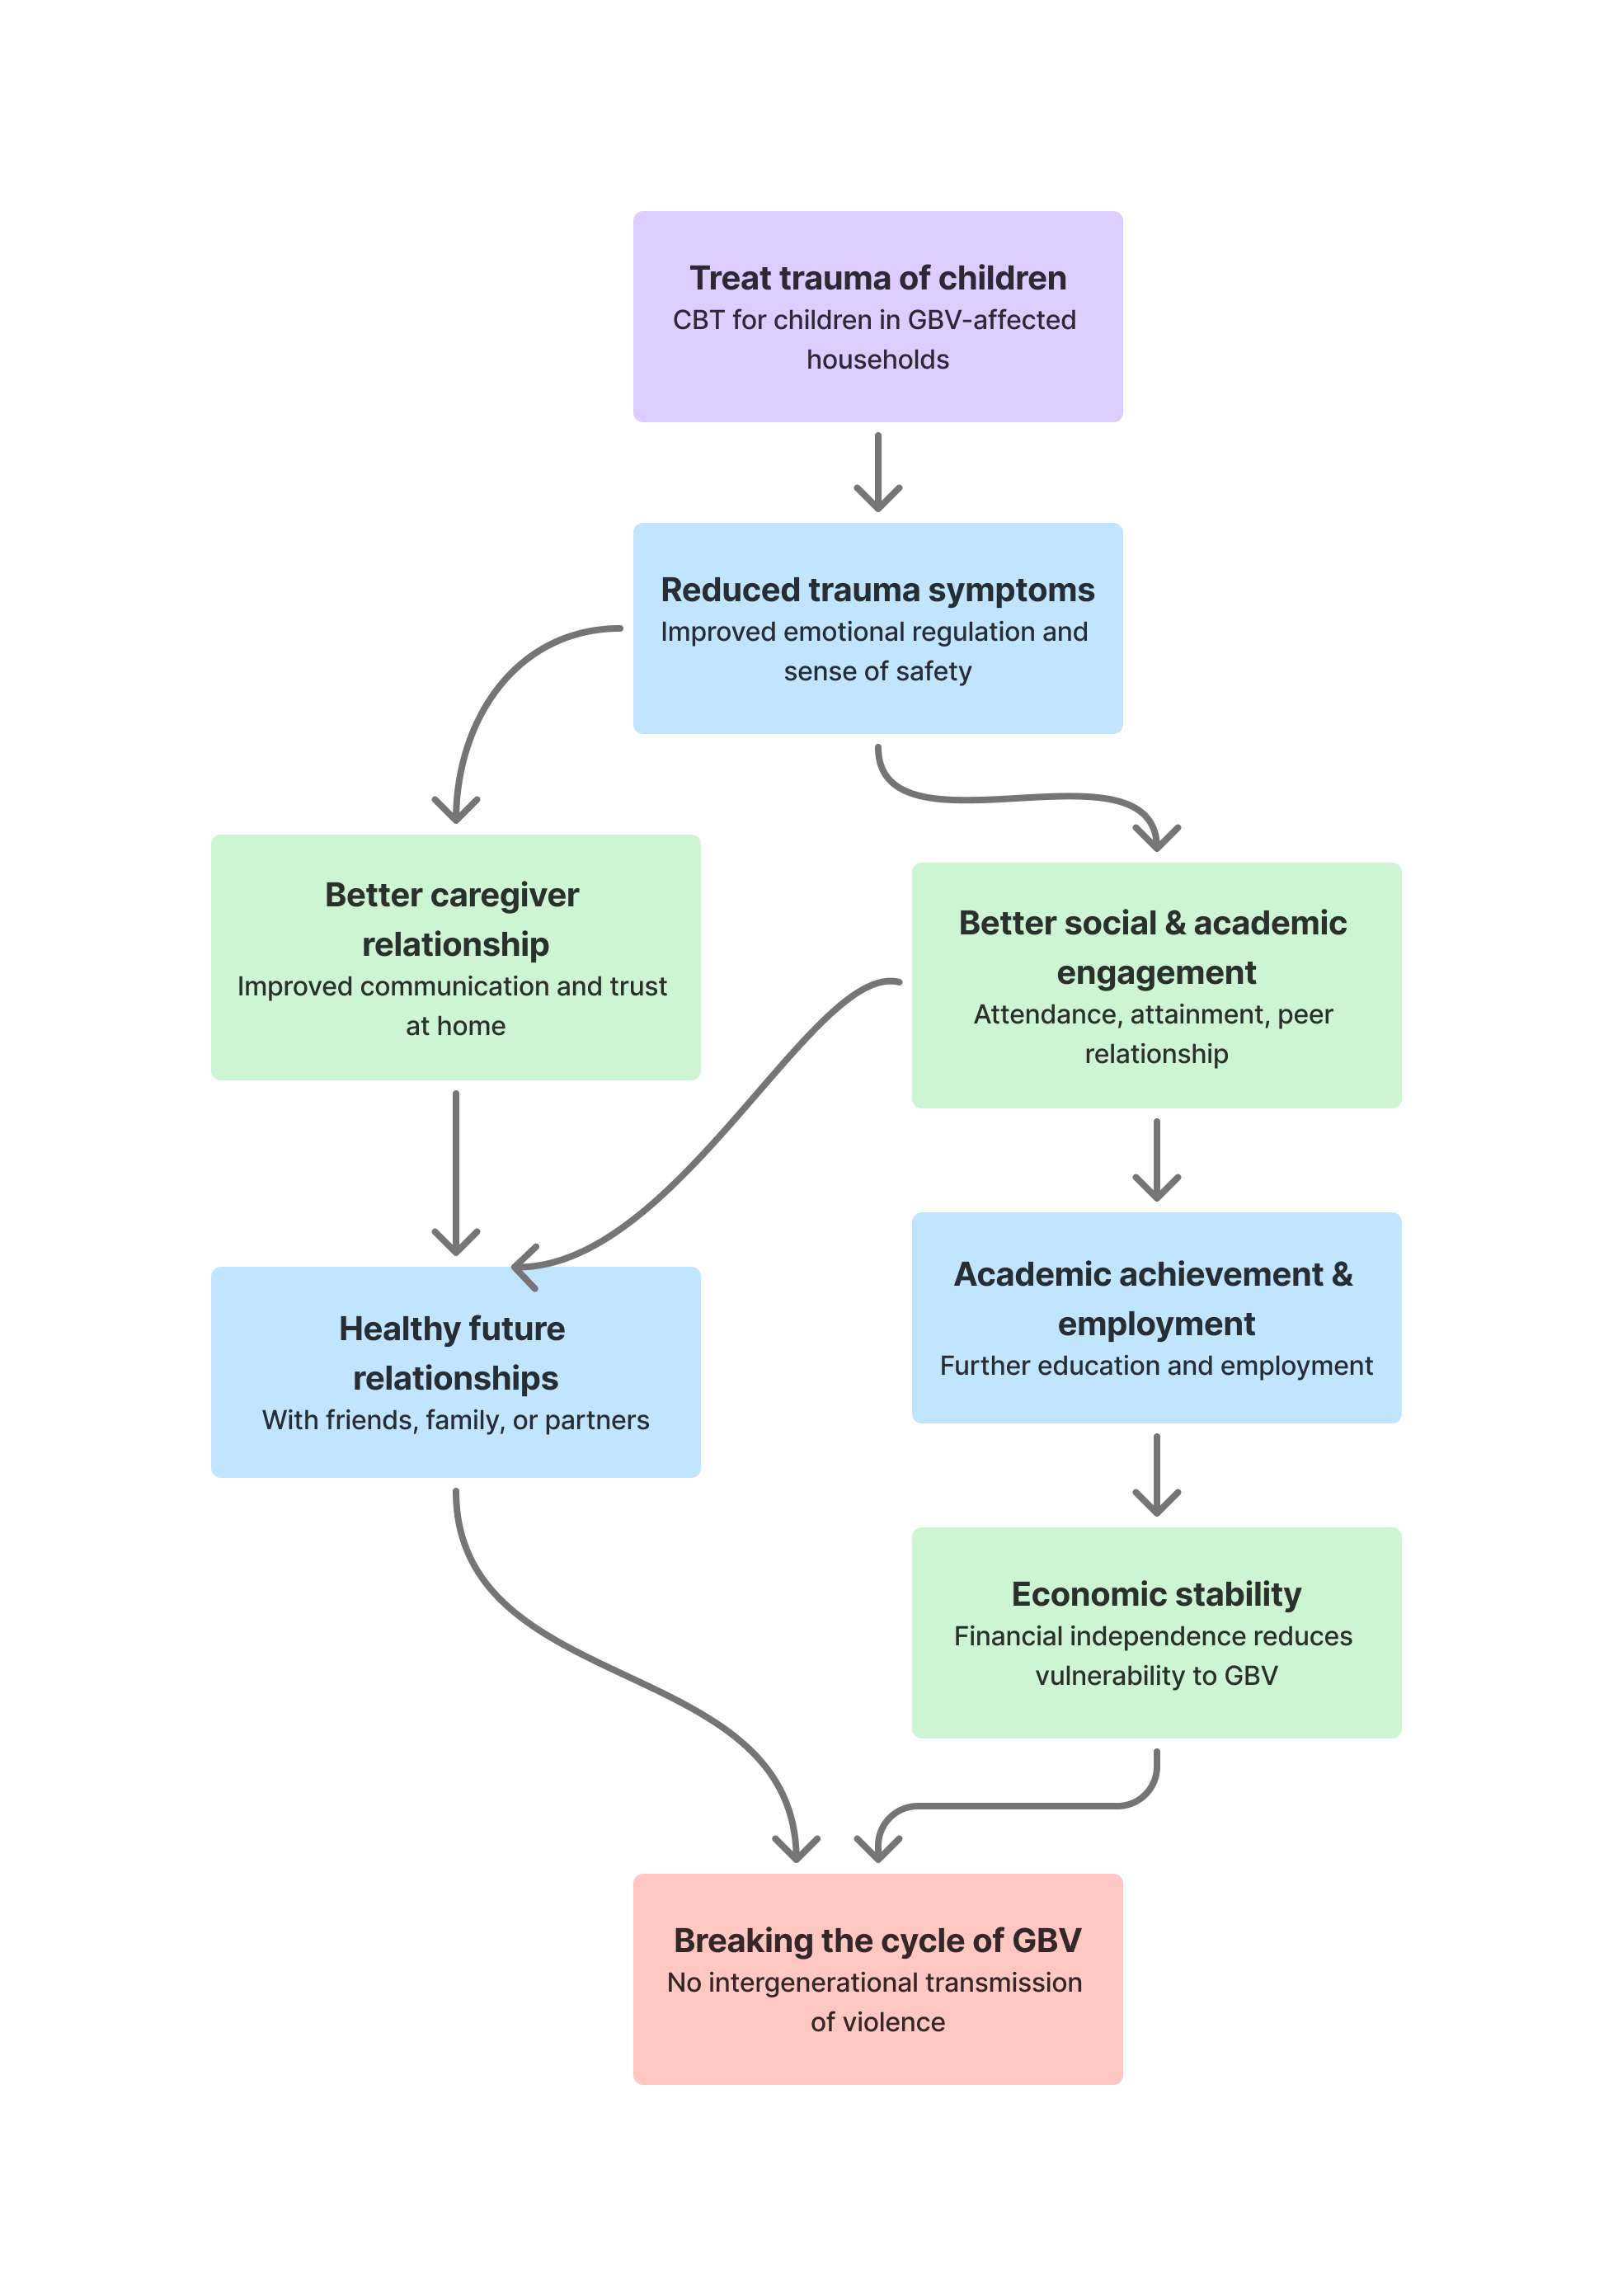 Treat trauma of children
CBT for children in GBV-affected
households
Reduced trauma symptoms
Improved emotional regulation and
sense of safety
Better caregiver
relationship
Improved communication and trust
at home
Better social & academic
engagement
Attendance, attainment, peer
relationship
Healthy future
relationships
With friends, family, or partners
Academic achievement &
employment
Further education and employment
Economic stability
Financial independence reduces
vulnerability to GBV
Breaking the cycle of GBV
No intergenerational transmission
of violence